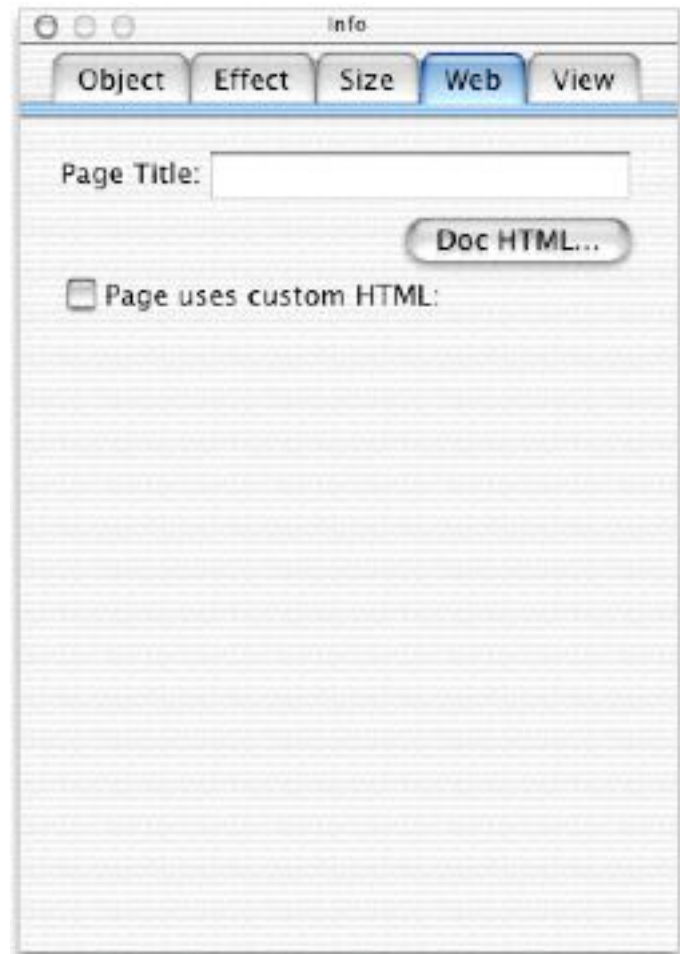 Info
Object Effect Size Web View
Page Title:
Doc HTML...
Page uses custom HTML: